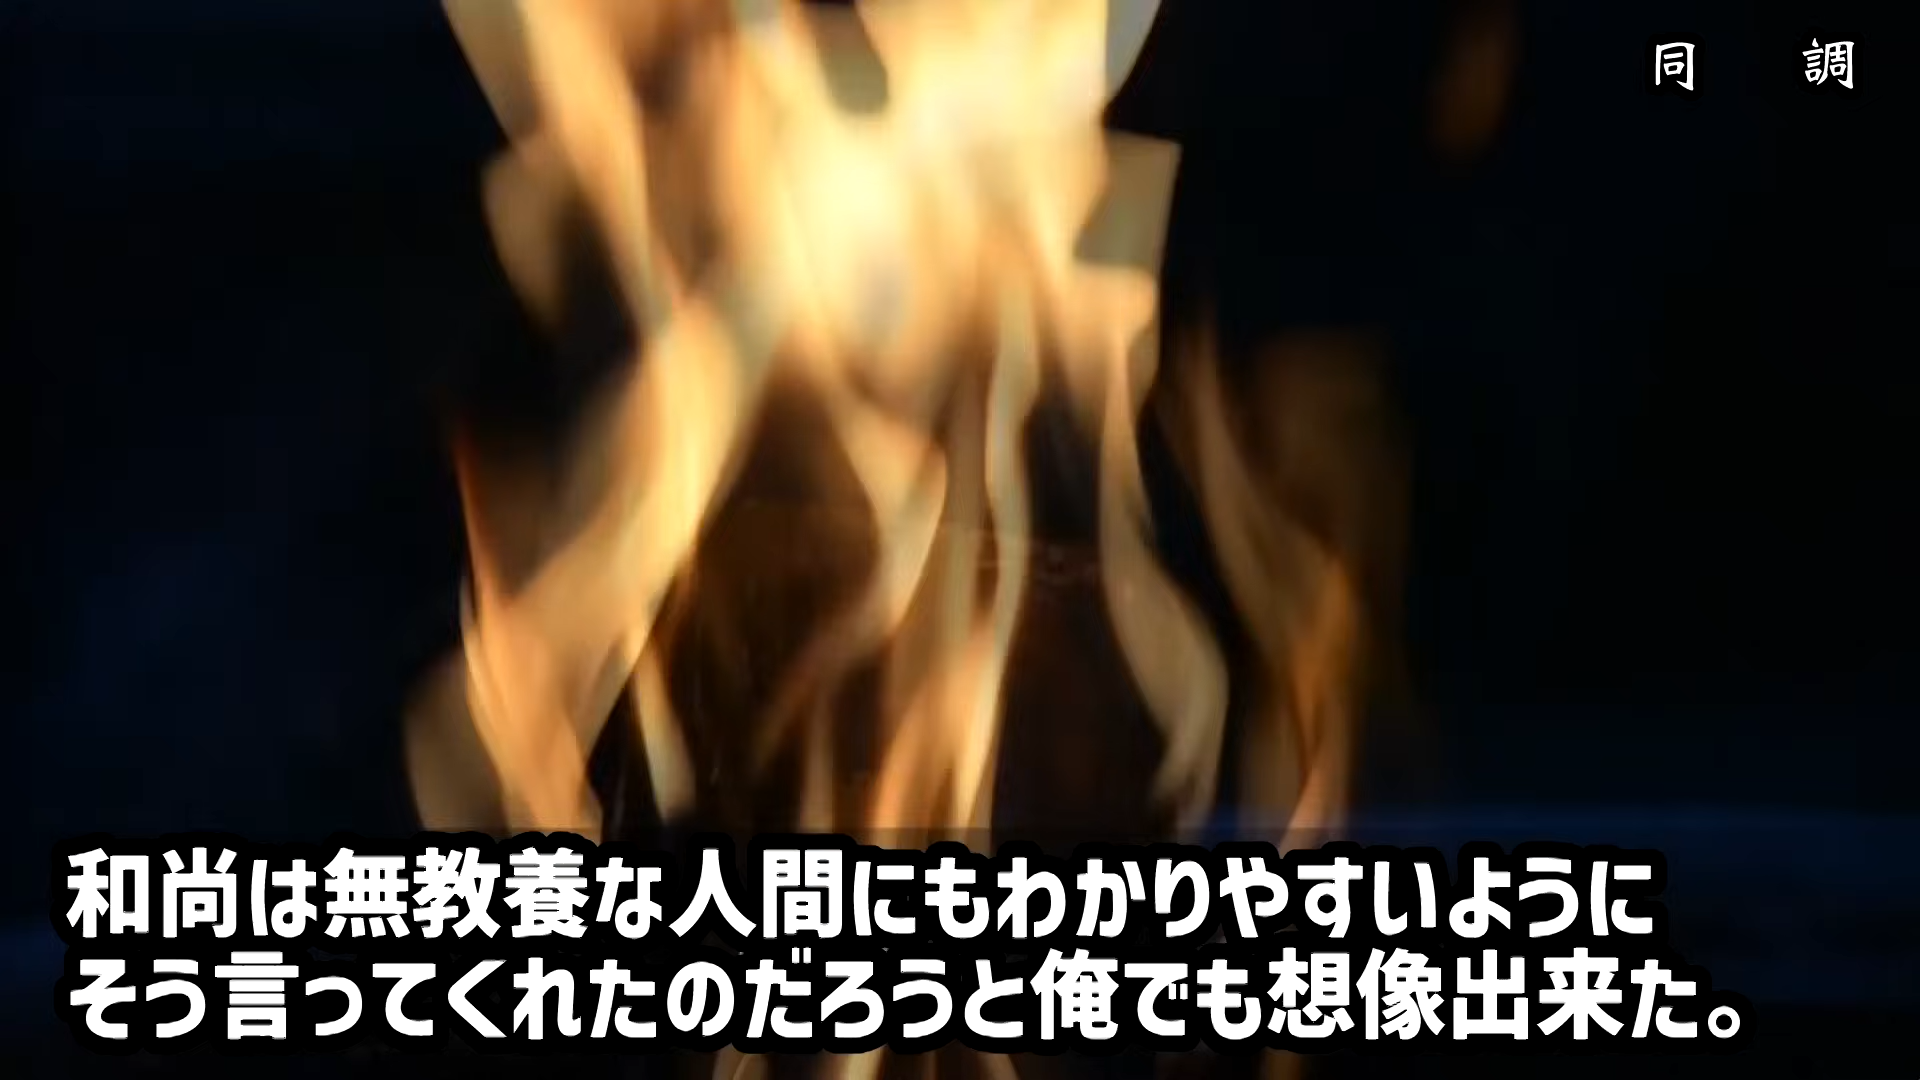 同 調
和尚は無教養な人間にもわかりやすいように
そう言ってくれたのだろうと俺でも想像出来た。